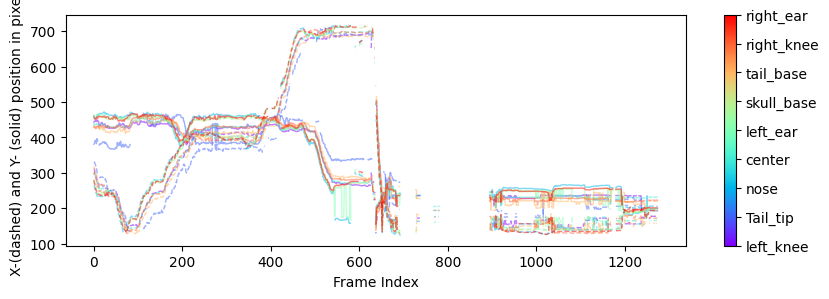 X-(dashed) and Y- (solid) position in pixe
700
600
500
400
300
200
100
0
200
400
600
800
1000
1200
Frame Index
right_ear
right_knee
tail_base
skull_base
left_ear
center
nose
Tail_tip
left_knee